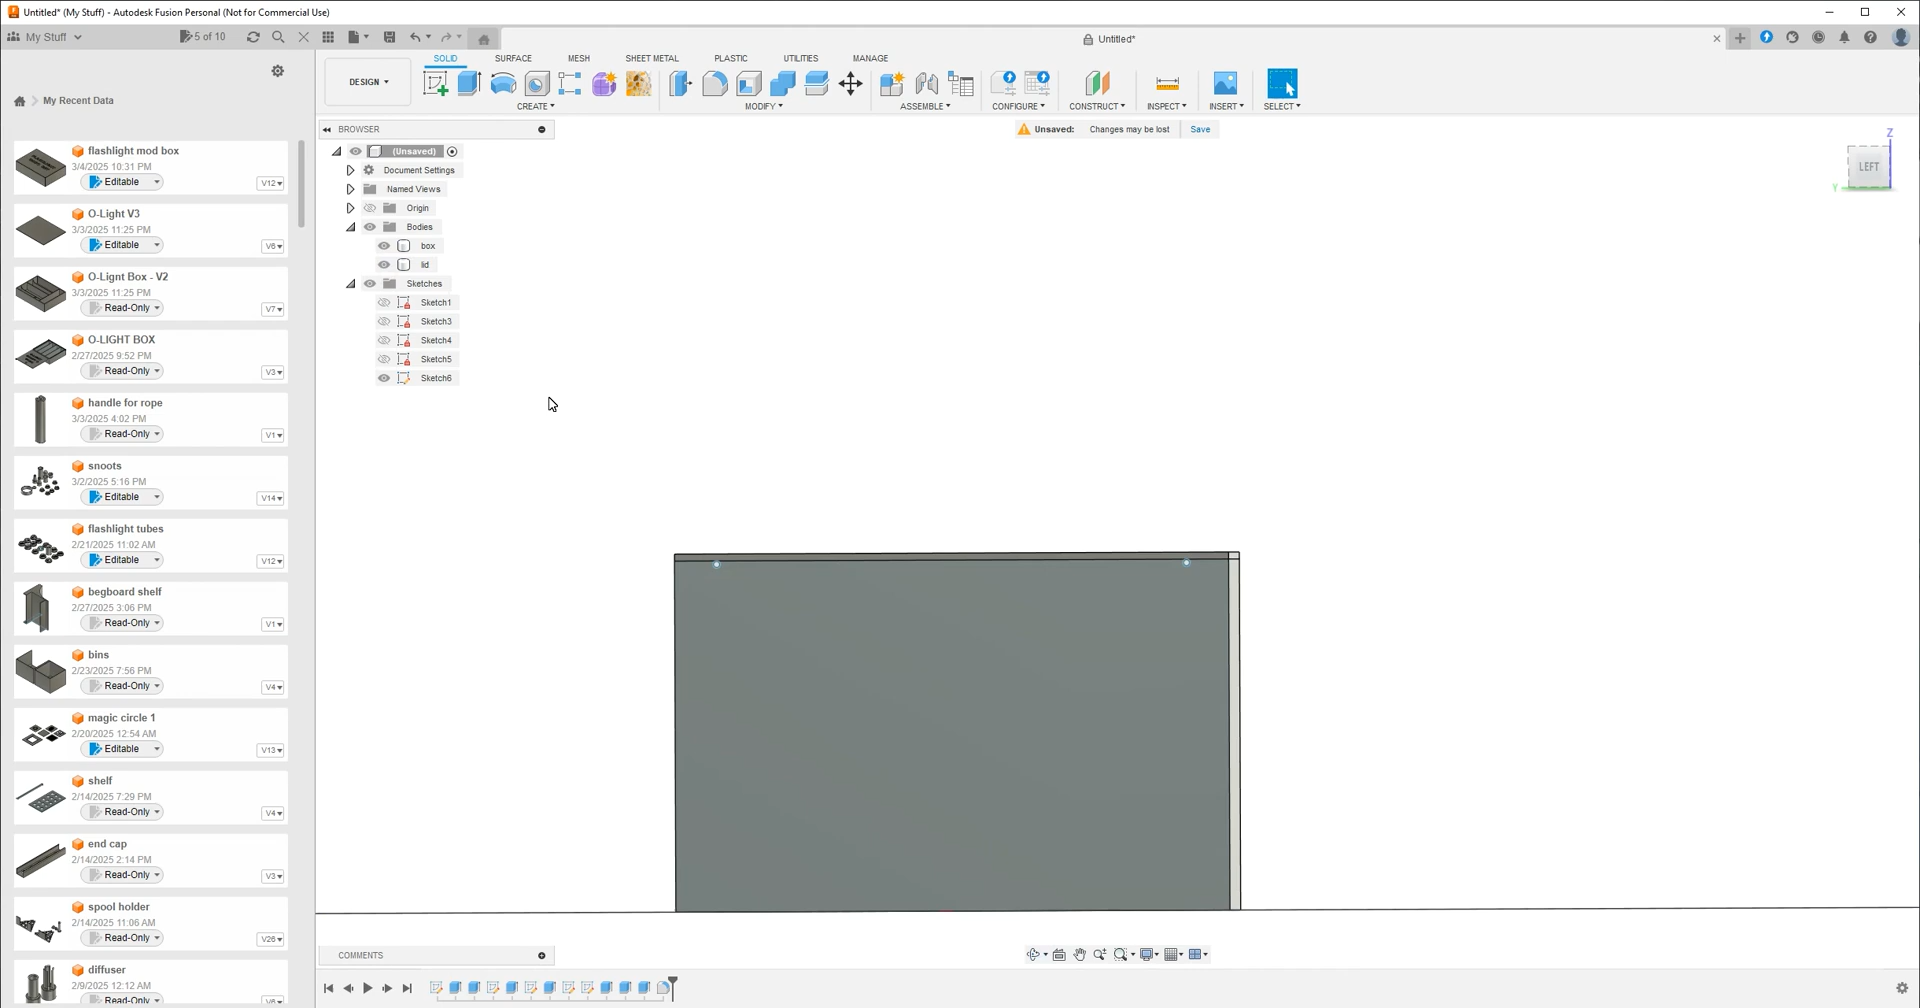 Untitled* (My Stuff) - Autodesk Fusion Personal (Not for Commercial Use)
My Stuff
5 of 10
Untitled*
DESIGN
SOLID
SURFACE
MESH
SHEET METAL
PLASTIC
UTILITIES
MANAGE
CREATE
MODIFY
ASSEMBLE
CONFIGURE
CONSTRUCT
INSPECT
INSERT
SELECT
My Recent Data
flashlight mod box
3/4/2025 10:31 PM
Editable
V12
O-Light V3
3/3/2025 11:25 PM
Editable
V6
O-Lignt Box - V2
3/3/2025 11:25 PM
Read-Only
V7
O-LIGHT BOX
2/27/2025 9:52 PM
Read-Only
V3
handle for rope
3/3/2025 4:02 PM
Read-Only
V1
snoots
3/2/2025 5:16 PM
Editable
V14
flashlight tubes
2/21/2025 11:02 AM
Editable
V12
begboard shelf
2/27/2025 3:06 PM
Read-Only
V1
bins
2/23/2025 7:56 PM
Read-Only
V4
magic circle 1
2/20/2025 12:54 AM
Editable
V13
shelf
2/14/2025 7:29 PM
Read-Only
V4
end cap
2/14/2025 2:14 PM
Read-Only
V3
spool holder
2/14/2025 11:06 AM
Read-Only
V26
diffuser
2/9/2025 12:12 AM
Read-Only
BROWSER
(Unsaved)
Document Settings
Named Views
Origin
Bodies
box
lid
Sketches
Sketch1
Sketch3
Sketch4
Sketch5
Sketch6
Unsaved: Changes may be lost Save
Z
LEFT
Y
COMMENTS